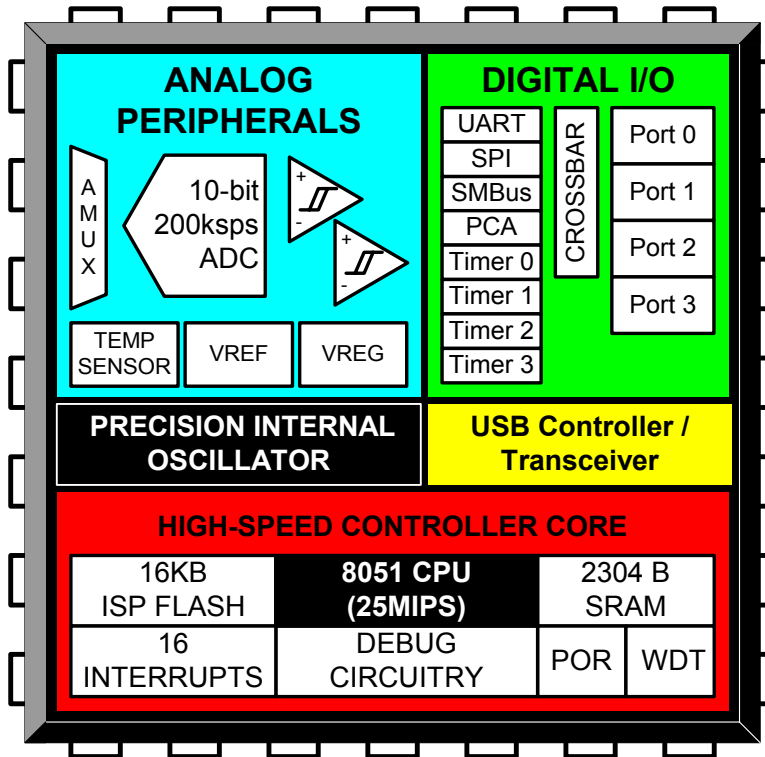 ANALOG
PERIPHERALS
A
M
U
X
10-bit
200ksps
ADC
+
-
+
-
TEMP
SENSOR
VREF
VREG
DIGITAL I/O
UART
SPI
SMBus
PCA
Timer 0
Timer 1
Timer 2
Timer 3
CROSSBAR
Port 0
Port 1
Port 2
Port 3
PRECISION INTERNAL
OSCILLATOR
USB Controller /
Transceiver
HIGH-SPEED CONTROLLER CORE
16KB
ISP FLASH
8051 CPU
(25MIPS)
2304 B
SRAM
16
INTERRUPTS
DEBUG
CIRCUITRY
POR
WDT